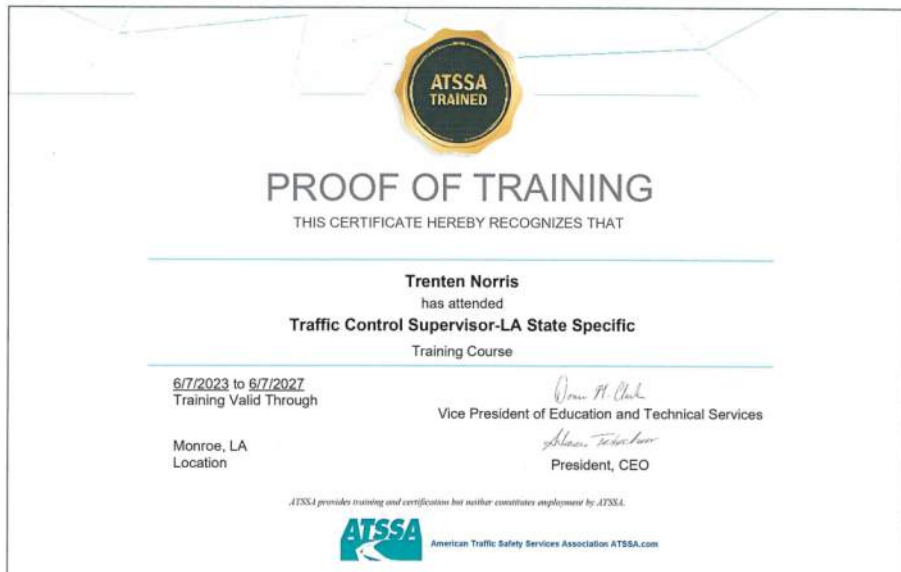 ATSSA
TRAINED
PROOF OF TRAINING
THIS CERTIFICATE HEREBY RECOGNIZES THAT
Trenten Norris
has attended
Traffic Control Supervisor-LA State Specific
Training Course
6/7/2023 to 6/7/2027
Training Valid Through
Vice President of Education and Technical Services
Monroe, LA
Location
President, CEO
ATSSA provides training and certification but neither constitutes employment by ATSSA.
ATSSA
American Traffic Safety Services Association ATSSA.com